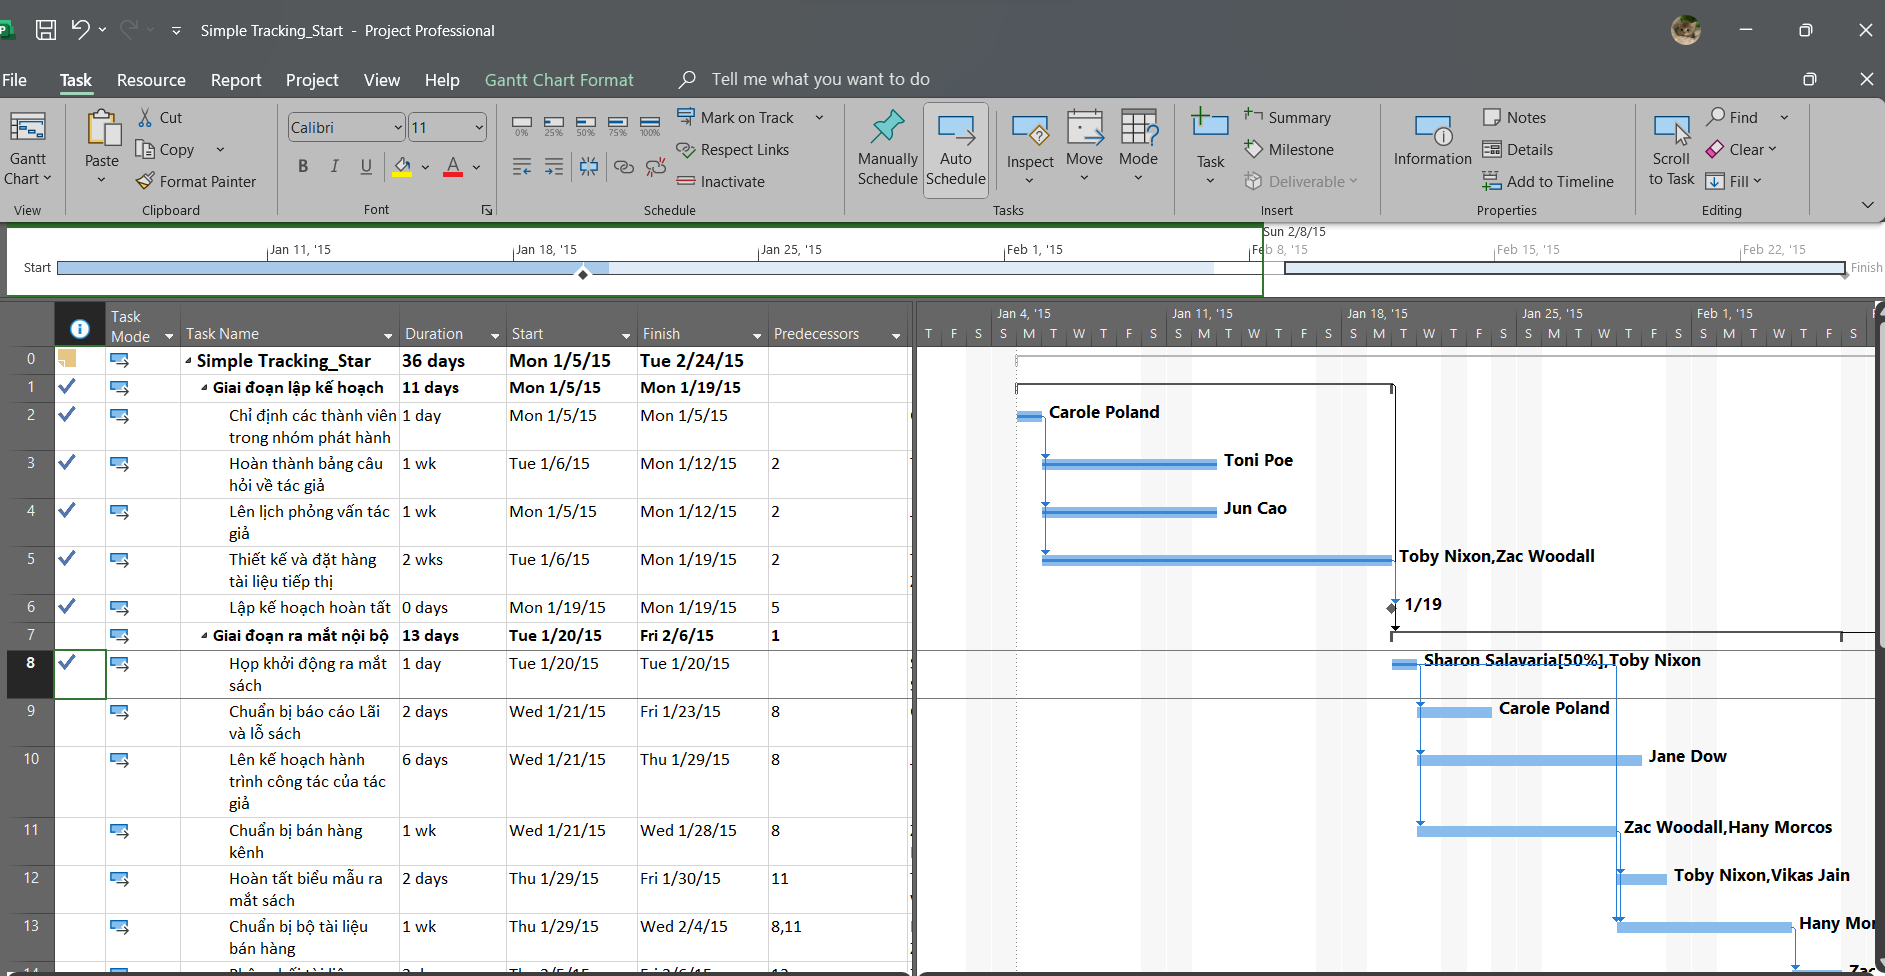 Simple Tracking_Start - Project Professional
File Task Resource Report Project View Help Gantt Chart Format Tell me what you want to do
Gantt Chart
View
Paste
Cut
Copy
Format Painter
Clipboard
Calibri 11
B I U A
Font
0% 25% 50% 75% 100%
Mark on Track
Respect Links
Inactivate
Schedule
Manually Schedule
Auto Schedule
Inspect
Move
Mode
Tasks
Task
Summary
Milestone
Deliverable
Insert
Information
Notes
Details
Add to Timeline
Properties
Scroll to Task
Find
Clear
Fill
Editing
Sun 2/8/15
Jan 11, '15 Jan 18, '15 Jan 25, '15 Feb 1, '15 Feb 8, '15 Feb 15, '15 Feb 22, '15
Start Finish
Task Mode Task Name Duration Start Finish Predecessors
Jan 4, '15 Jan 11, '15 Jan 18, '15 Jan 25, '15 Feb 1, '15
T F S S M T W T F S S M T W T F S S M T W T F S S M T W T F S S M T W T F S
0 Simple Tracking_Star 36 days Mon 1/5/15 Tue 2/24/15
1 Giai đoạn lập kế hoạch 11 days Mon 1/5/15 Mon 1/19/15
2 Chỉ định các thành viên 1 day Mon 1/5/15 Mon 1/5/15 Carole Poland
trong nhóm phát hành
3 Hoàn thành bảng câu 1 wk Tue 1/6/15 Mon 1/12/15 2 Toni Poe
hỏi về tác giả
4 Lên lịch phỏng vấn tác 1 wk Mon 1/5/15 Mon 1/12/15 2 Jun Cao
giả
5 Thiết kế và đặt hàng 2 wks Tue 1/6/15 Mon 1/19/15 2 Toby Nixon,Zac Woodall
tài liệu tiếp thị
6 Lập kế hoạch hoàn tất 0 days Mon 1/19/15 Mon 1/19/15 5 1/19
7 Giai đoạn ra mắt nội bộ 13 days Tue 1/20/15 Fri 2/6/15 1
8 Họp khởi động ra mắt 1 day Tue 1/20/15 Tue 1/20/15 Sharon Salavaria[50%],Toby Nixon
sách
9 Chuẩn bị báo cáo Lãi 2 days Wed 1/21/15 Fri 1/23/15 8 Carole Poland
và lỗ sách
10 Lên kế hoạch hành 6 days Wed 1/21/15 Thu 1/29/15 8 Jane Dow
trình công tác của tác
giả
11 Chuẩn bị bán hàng 1 wk Wed 1/21/15 Wed 1/28/15 8 Zac Woodall,Hany Morcos
kênh
12 Hoàn tất biểu mẫu ra 2 days Thu 1/29/15 Fri 1/30/15 11 Toby Nixon,Vikas Jain
mắt sách
13 Chuẩn bị bộ tài liệu 1 wk Thu 1/29/15 Wed 2/4/15 8,11 Hany Mor
bán hàng